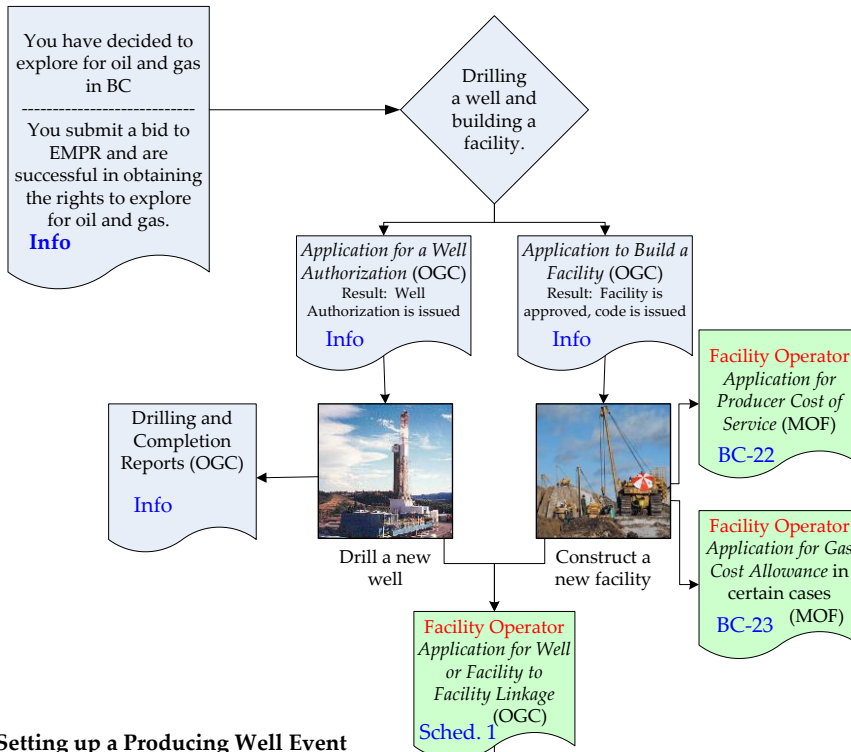 You have decided to
explore for oil and gas
in BC
---------------------------
You submit a bid to
EMPR and are
successful in obtaining
the rights to explore
for oil and gas.
Info
Drilling
a well and
building a
facility.
Application for a Well
Authorization (OGC)
Result: Well
Authorization is issued
Info
Application to Build a
Facility (OGC)
Result: Facility is
approved, code is issued
Info
Facility Operator
Application for
Producer Cost of
Service (MOF)
BC-22
Drilling and
Completion
Reports (OGC)
Info
Drill a new
well
Construct a
new facility
Facility Operator
Application for Gas
Cost Allowance in
certain cases
(MOF)
BC-23
Facility Operator
Application for Well
or Facility to
Facility Linkage
(OGC)
Sched. 1
Setting up a Producing Well Event